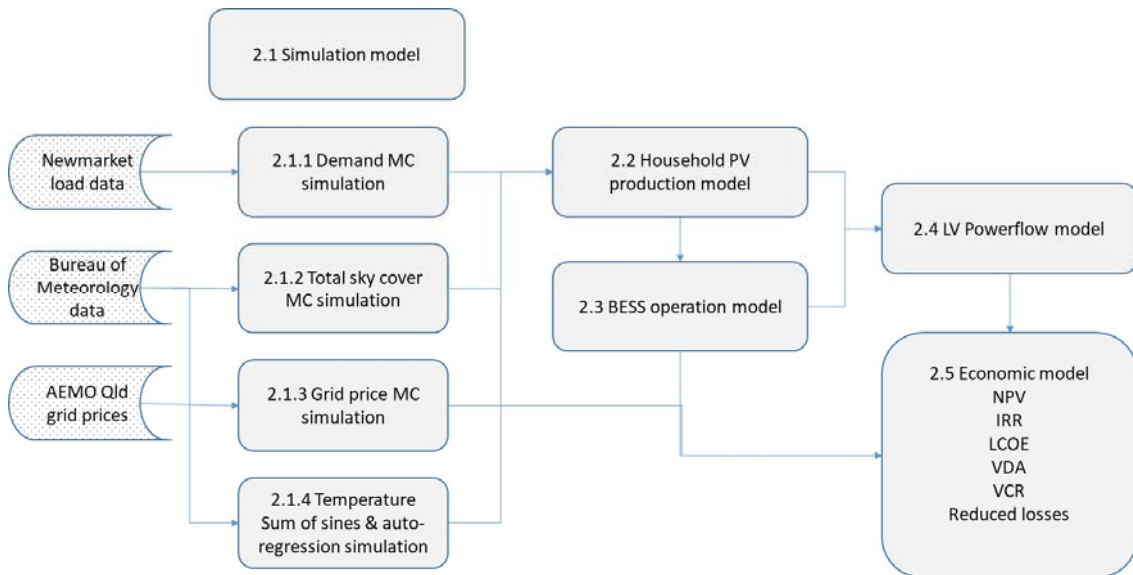 2.1 Simulation model
Newmarket
load data
2.1.1 Demand MC
simulation
2.2 Household PV
production model
2.4 LV Powerflow model
Bureau of
Meteorology
data
2.1.2 Total sky cover
MC simulation
2.3 BESS operation model
AEMO Qld
grid prices
2.1.3 Grid price MC
simulation
2.5 Economic model
NPV
IRR
LCOE
VDA
VCR
Reduced losses
2.1.4 Temperature
Sum of sines & auto-
regression simulation